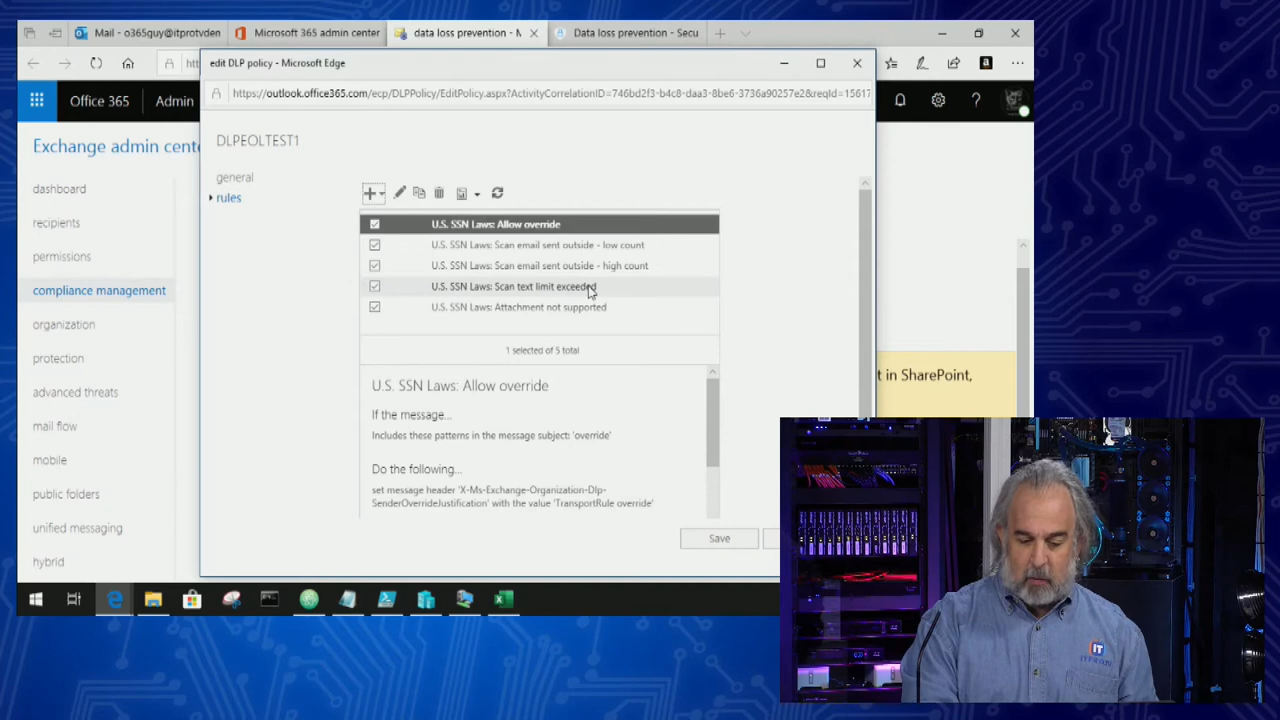 Mail - o365guy@itprotvden
Microsoft 365 admin center
data loss prevention - M
Data loss prevention - Secu
edit DLP policy - Microsoft Edge
https://outlook.office365.com/ecp/DLPPolicy/EditPolicy.aspx?ActivityCorrelationID=746bd2f3-b4c8-daa3-8be6-3736a90257e2&reqId=15617
Office 365
Admin
Exchange admin cente
dashboard
recipients
permissions
compliance management
organization
protection
advanced threats
mail flow
mobile
public folders
unified messaging
hybrid
DLPEOLTEST1
general
rules
U.S. SSN Laws: Allow override
U.S. SSN Laws: Scan email sent outside - low count
U.S. SSN Laws: Scan email sent outside - high count
U.S. SSN Laws: Scan text limit exceeded
U.S. SSN Laws: Attachment not supported
1 selected of 5 total
U.S. SSN Laws: Allow override
If the message...
Includes these patterns in the message subject: 'override'
Do the following...
set message header 'X-Ms-Exchange-Organization-Dlp-
SenderOverrideJustification' with the value 'TransportRule override'
Save
t in SharePoint,
IT